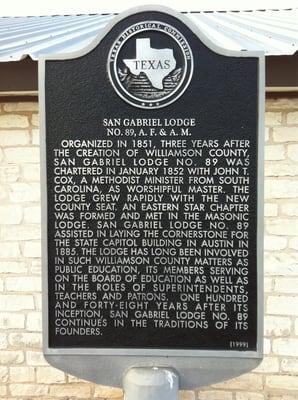 TEXAS HISTORICAL COMMISSION
TEXAS
SAN GABRIEL LODGE
NO. 89, A. F. & A. M.
ORGANIZED IN 1851, THREE YEARS AFTER
THE CREATION OF WILLIAMSON COUNTY,
SAN GABRIEL LODGE NO. 89 WAS
CHARTERED IN JANUARY 1852 WITH JOHN T.
COX, A METHODIST MINISTER FROM SOUTH
CAROLINA, AS WORSHIPFUL MASTER. THE
LODGE GREW RAPIDLY WITH THE NEW
COUNTY SEAT. AN EASTERN STAR CHAPTER
WAS FORMED AND MET IN THE MASONIC
LODGE. SAN GABRIEL LODGE NO. 89
ASSISTED IN LAYING THE CORNERSTONE FOR
THE STATE CAPITOL BUILDING IN AUSTIN IN
1885. THE LODGE HAS LONG BEEN INVOLVED
IN SUCH WILLIAMSON COUNTY MATTERS AS
PUBLIC EDUCATION, ITS MEMBERS SERVING
ON THE BOARD OF EDUCATION AS WELL AS
IN THE ROLES OF SUPERINTENDENTS,
TEACHERS AND PATRONS. ONE HUNDRED
AND FORTY-EIGHT YEARS AFTER ITS
INCEPTION, SAN GABRIEL LODGE NO. 89
CONTINUES IN THE TRADITIONS OF ITS
FOUNDERS.
(1999)